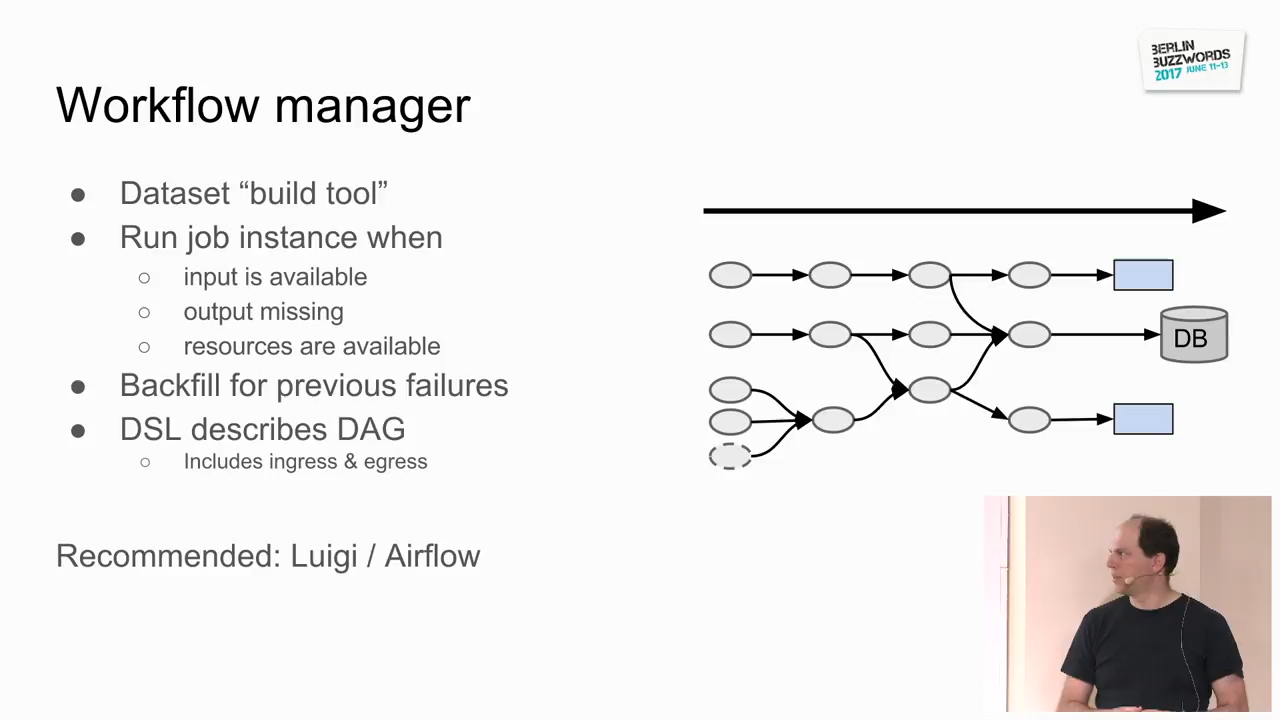 BERLIN
BUZZWORDS
2017 JUNE 11-13
Workflow manager
● Dataset “build tool”
● Run job instance when
○ input is available
○ output missing
○ resources are available
● Backfill for previous failures
● DSL describes DAG
○ Includes ingress & egress
Recommended: Luigi / Airflow
DB